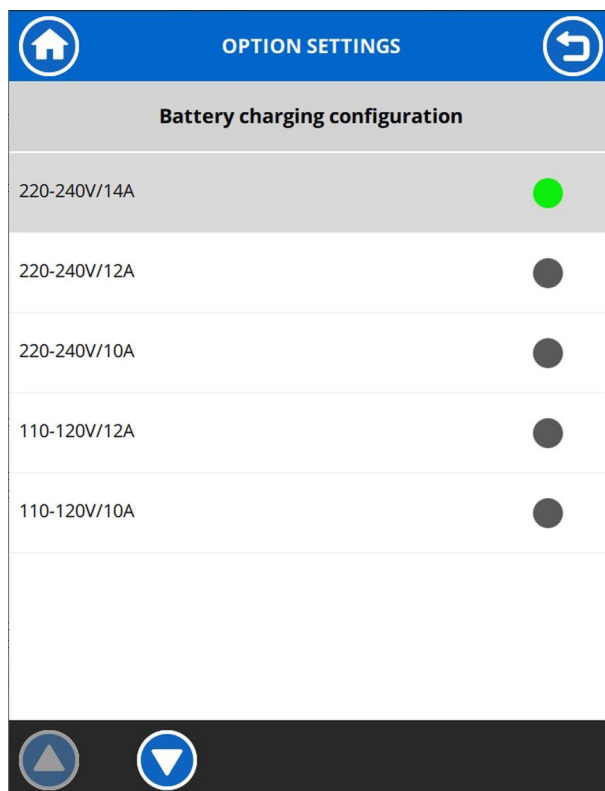 OPTION SETTINGS
Battery charging configuration
220-240V/14A
220-240V/12A
220-240V/10A
110-120V/12A
110-120V/10A